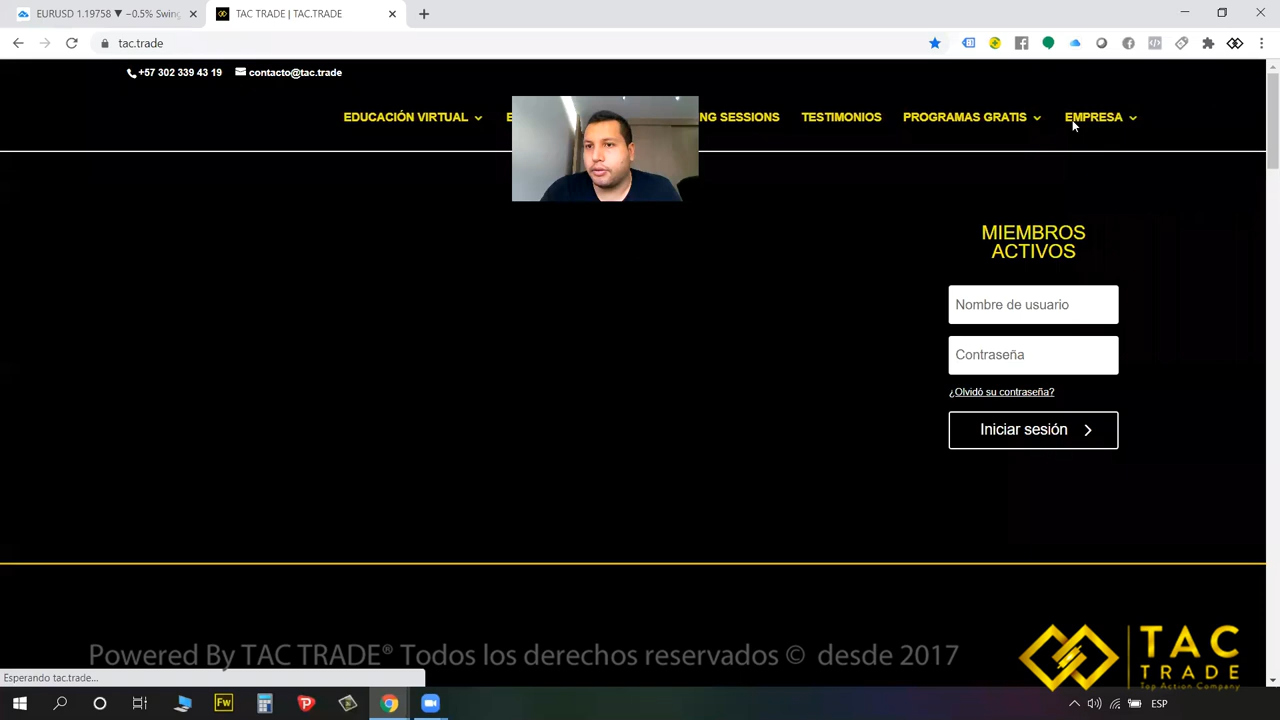 EURUSD 1.19758 ▼ −0.5% Swing
TAC TRADE | TAC.TRADE
tac.trade
+57 302 339 43 19
contacto@tac.trade
EDUCACIÓN VIRTUAL
NG SESSIONS
TESTIMONIOS
PROGRAMAS GRATIS
EMPRESA
MIEMBROS
ACTIVOS
Nombre de usuario
Contraseña
¿Olvidó su contraseña?
Iniciar sesión
Powered By TAC TRADE® Todos los derechos reservados © desde 2017
TAC
TRADE
Top Action Company
Esperando tac.trade...
Fw
ESP